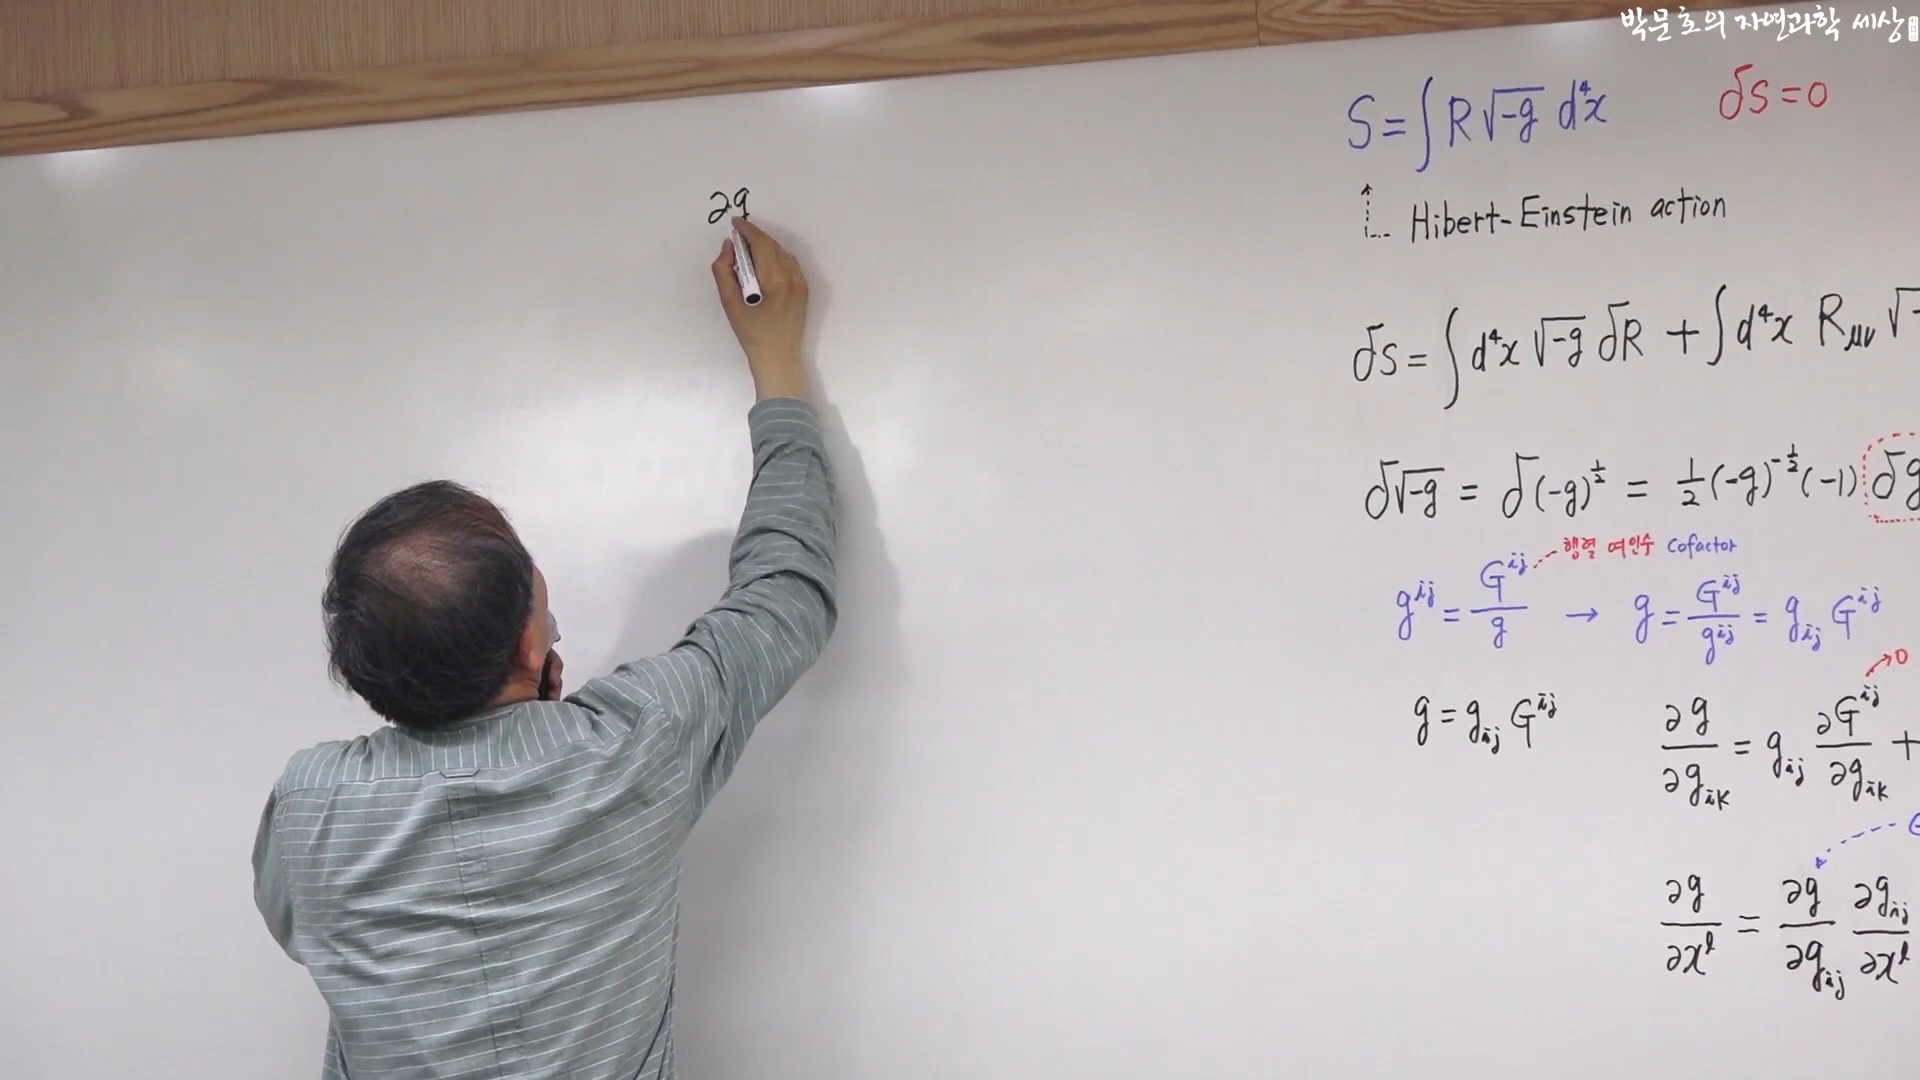 박문호의 자연과학 세상
∂g
S = ∫ R √-g d⁴x δS = 0
Hibert-Einstein action
δS = ∫ d⁴x √-g δR + ∫ d⁴x R_μν √-
δ√-g = δ(-g)^½ = ½ (-g)^-½ (-1) δg
행렬 여인수 Cofactor
g^ij = G^ij / g → g = G^ij / g^ij = g_ij G^ij
→ 0
g = g_ij G^ij ∂g/∂g_ik = g_ij ∂G^ij/∂g_ik +
∂g/∂x^l = ∂g/∂g_ij ∂g_ij/∂x^l